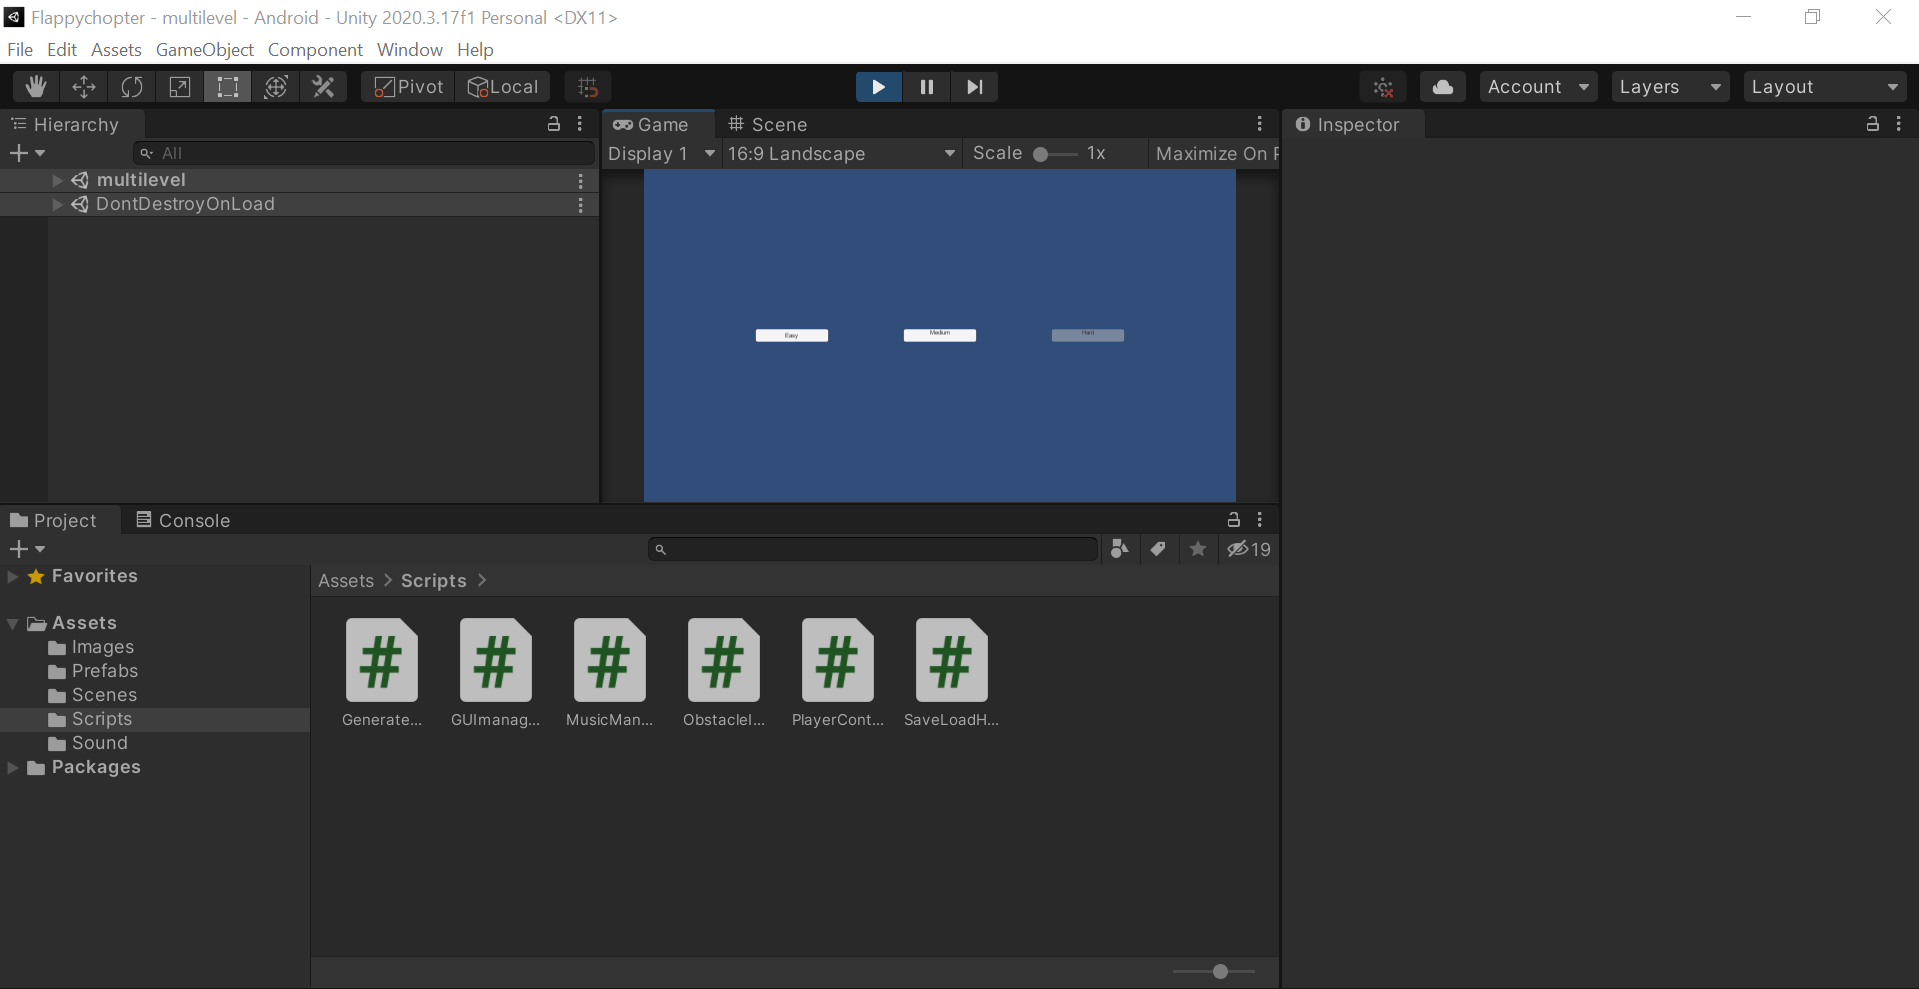 Flappychopter - multilevel - Android - Unity 2020.3.17f1 Personal <DX11>
File Edit Assets GameObject Component Window Help
Pivot Local Account Layers Layout
Hierarchy
All
multilevel
DontDestroyOnLoad
Game Scene
Display 1 16:9 Landscape Scale 1x Maximize On P
Easy Medium Hard
Inspector
Project Console
19
Favorites
Assets
Images
Prefabs
Scenes
Scripts
Sound
Packages
Assets > Scripts >
Generate... GUImanag... MusicMan... ObstacleI... PlayerCont... SaveLoadH...